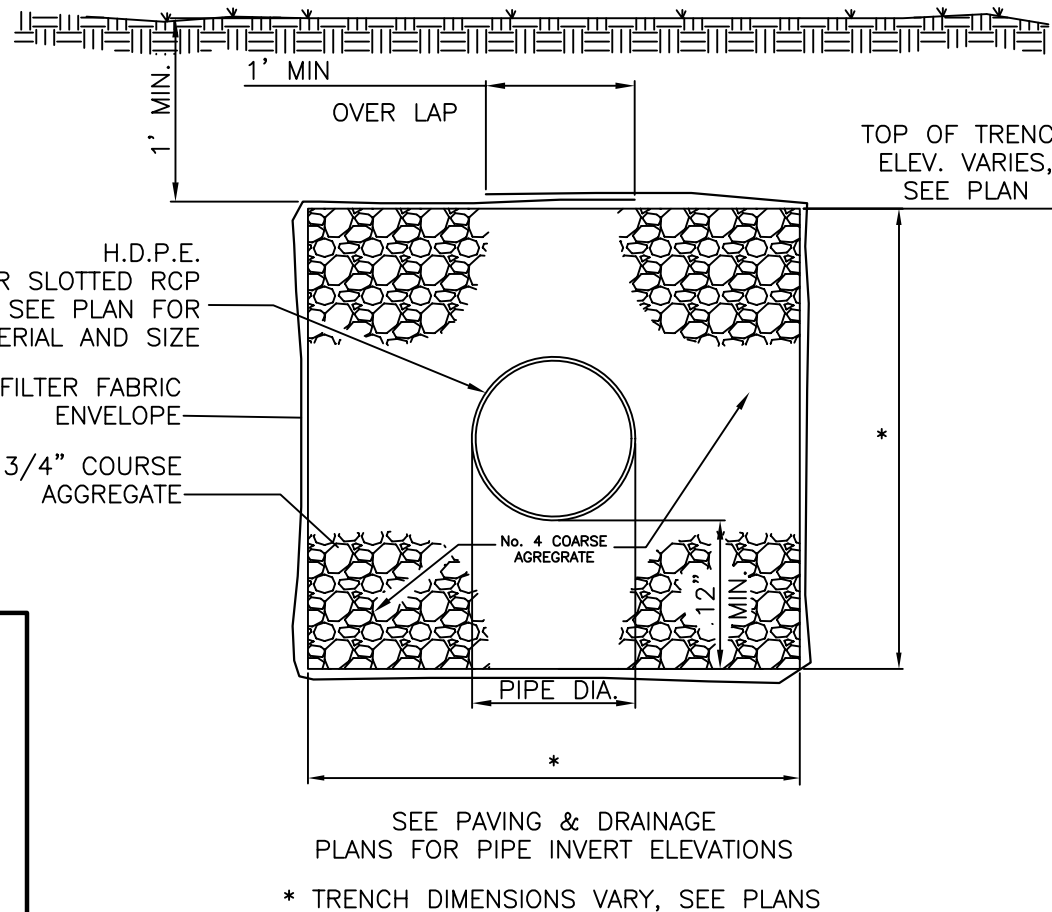 1' MIN.
1' MIN
OVER LAP
TOP OF TRENC
ELEV. VARIES,
SEE PLAN
H.D.P.E.
R SLOTTED RCP
SEE PLAN FOR
ERIAL AND SIZE
FILTER FABRIC
ENVELOPE
3/4" COURSE
AGGREGATE
*
No. 4 COARSE
AGREGRATE
12"
MIN.
PIPE DIA.
*
SEE PAVING & DRAINAGE
PLANS FOR PIPE INVERT ELEVATIONS
* TRENCH DIMENSIONS VARY, SEE PLANS